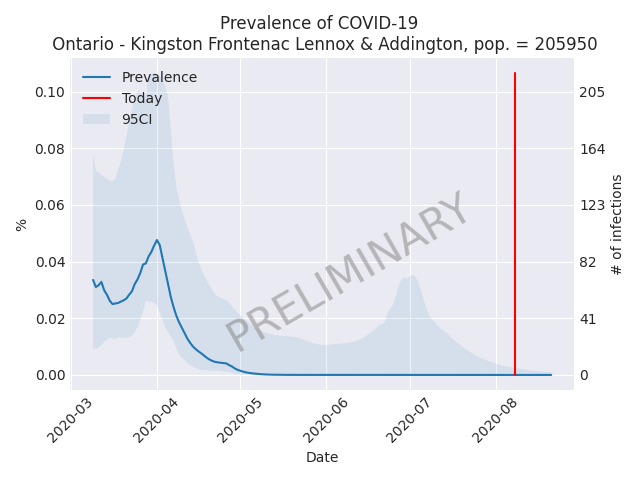 Prevalence of COVID-19
Ontario - Kingston Frontenac Lennox & Addington, pop. = 205950
Prevalence
Today
95CI
0.10
0.08
0.06
0.04
0.02
0.00
%
205
164
123
82
41
0
# of infections
PRELIMINARY
2020-03
2020-04
2020-05
2020-06
2020-07
2020-08
Date